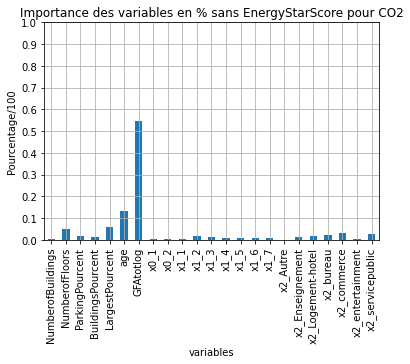 Importance des variables en % sans EnergyStarScore pour CO2
1.0
0.9
0.8
0.7
0.6
0.5
0.4
0.3
0.2
0.1
0.0
Pourcentage/100
NumberofBuildings
NumberofFloors
ParkingPourcent
BuildingsPourcent
LargestPourcent
age
GFAtotlog
x0_1
x0_2
x1_1
x1_2
x1_3
x1_4
x1_5
x1_6
x1_7
x2_Autre
x2_Enseignement
x2_Logement-hotel
x2_bureau
x2_commerce
x2_entertainment
x2_servicepublic
variables